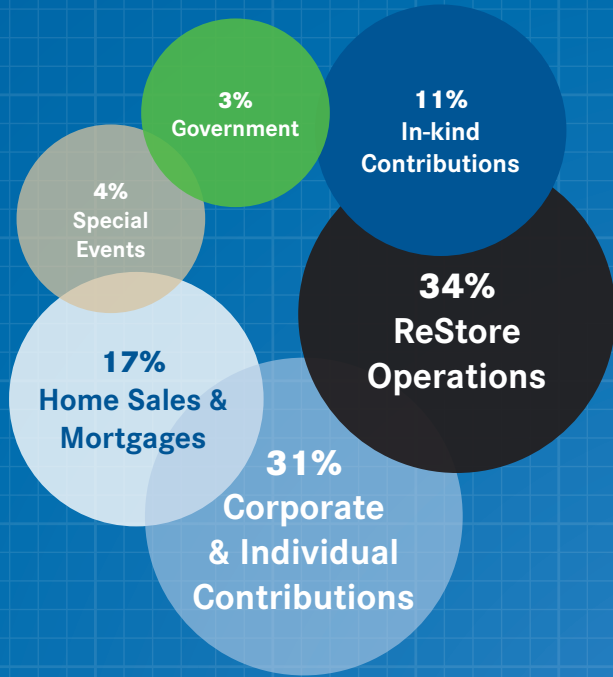 3%
Government
11%
In-kind
Contributions
4%
Special
Events
34%
ReStore
Operations
17%
Home Sales &
Mortgages
31%
Corporate
& Individual
Contributions